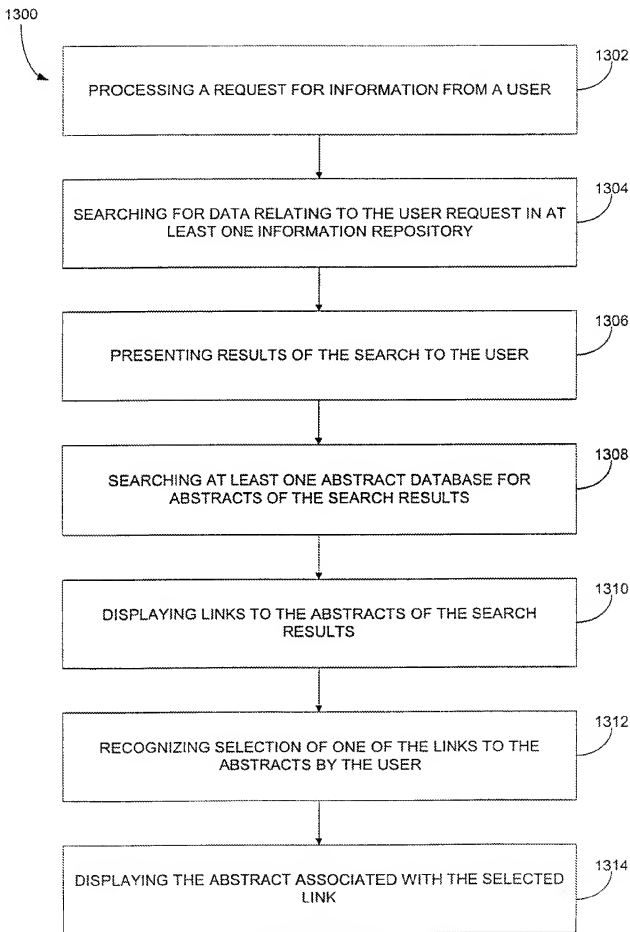 1300
1302
PROCESSING A REQUEST FOR INFORMATION FROM A USER
1304
SEARCHING FOR DATA RELATING TO THE USER REQUEST IN AT
LEAST ONE INFORMATION REPOSITORY
1306
PRESENTING RESULTS OF THE SEARCH TO THE USER
1308
SEARCHING AT LEAST ONE ABSTRACT DATABASE FOR
ABSTRACTS OF THE SEARCH RESULTS
1310
DISPLAYING LINKS TO THE ABSTRACTS OF THE SEARCH
RESULTS
1312
RECOGNIZING SELECTION OF ONE OF THE LINKS TO THE
ABSTRACTS BY THE USER
1314
DISPLAYING THE ABSTRACT ASSOCIATED WITH THE SELECTED
LINK